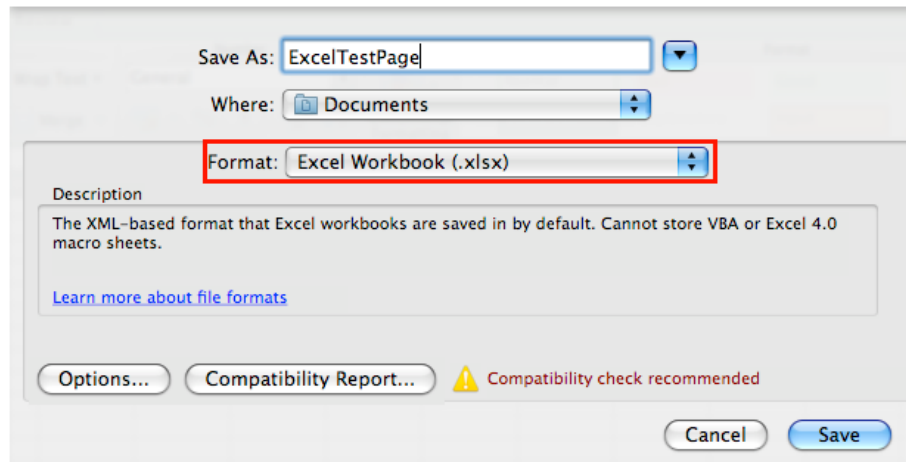 Save As: ExcelTestPage
Where: Documents
Format: Excel Workbook (.xlsx)
Description
The XML-based format that Excel workbooks are saved in by default. Cannot store VBA or Excel 4.0
macro sheets.
Learn more about file formats
Options... Compatibility Report... Compatibility check recommended
Cancel Save